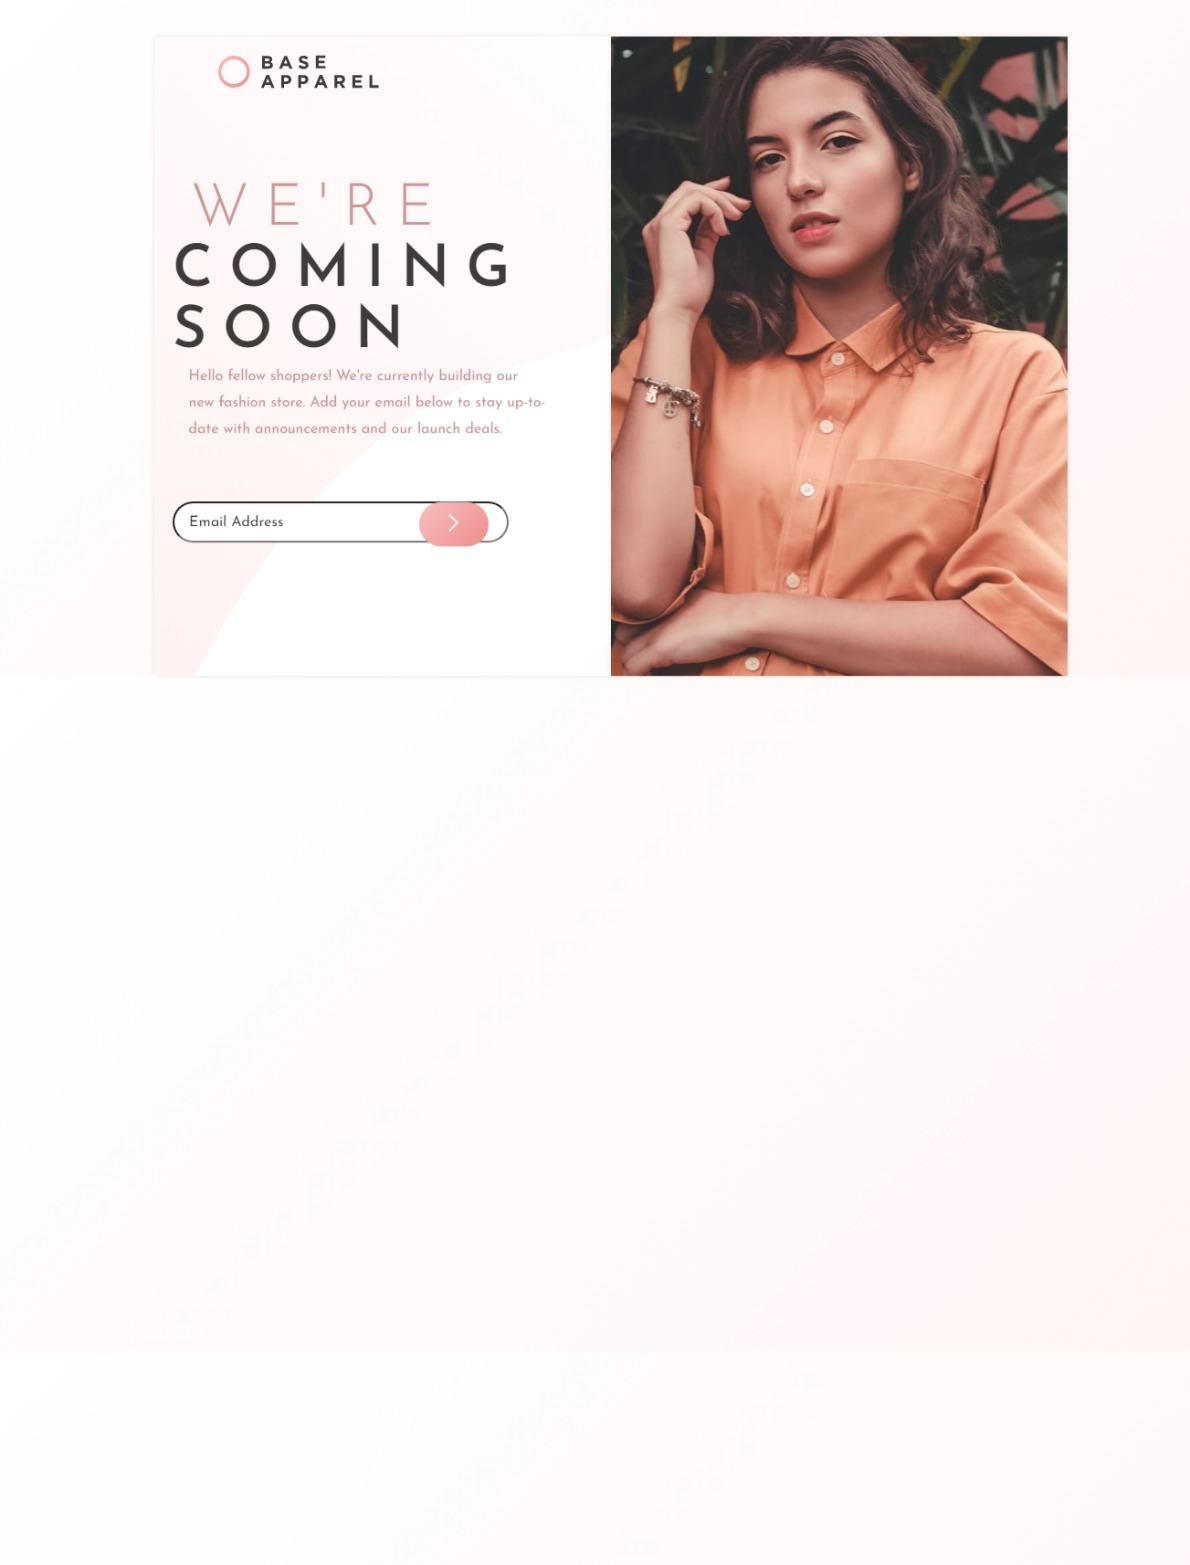 BASE
APPAREL
WE'RE
COMING
SOON
Hello fellow shoppers! We're currently building our
new fashion store. Add your email below to stay up-to-
date with announcements and our launch deals.
Email Address